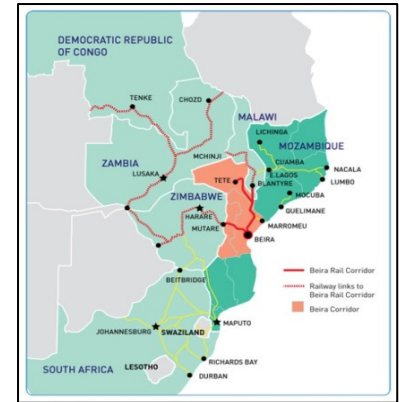 DEMOCRATIC REPUBLIC
OF CONGO
TENKE
CHOZD
MALAWI
LICHINGA
MOZAMBIQUE
MCHINJI
CUAMBA
NACALA
ZAMBIA
E.LAGOS
LUSAKA
TETE
BLANTYRE
LUMBO
MOCUBA
ZIMBABWE
QUELIMANE
HARARE
MARROMEU
MUTARE
BEIRA
BEITBRIDGE
Beira Rail Corridor
Railway links to
Beira Rail Corridor
Beira Corridor
JOHANNESBURG
SWAZILAND
MAPUTO
SOUTH AFRICA
LESOTHO
RICHARDS BAY
DURBAN